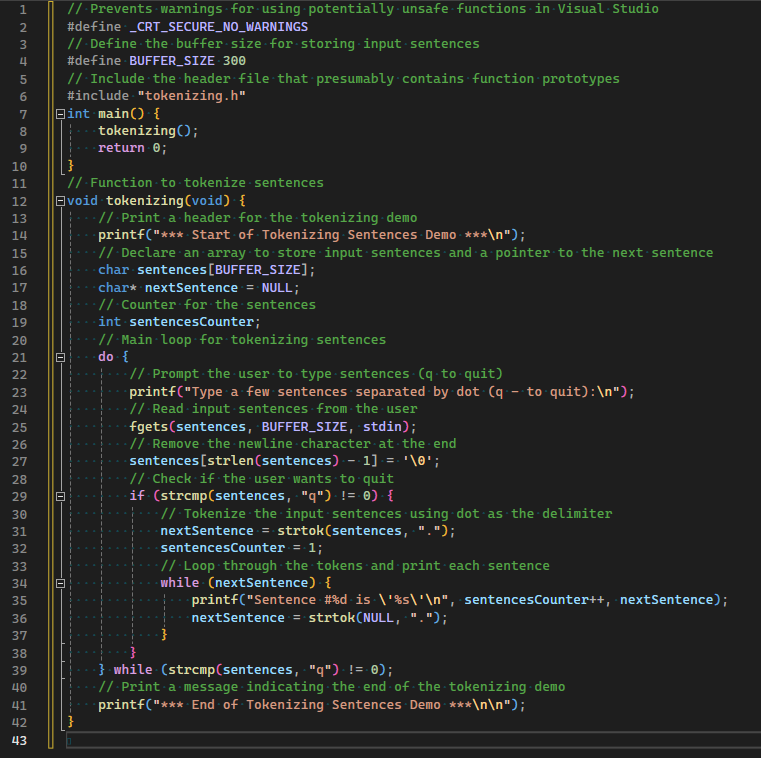 1 // Prevents warnings for using potentially unsafe functions in Visual Studio
2 #define _CRT_SECURE_NO_WARNINGS
3 // Define the buffer size for storing input sentences
4 #define BUFFER_SIZE 300
5 // Include the header file that presumably contains function prototypes
6 #include "tokenizing.h"
7 int main() {
8     tokenizing();
9     return 0;
10 }
11 // Function to tokenize sentences
12 void tokenizing(void) {
13     // Print a header for the tokenizing demo
14     printf("*** Start of Tokenizing Sentences Demo ***\n");
15     // Declare an array to store input sentences and a pointer to the next sentence
16     char sentences[BUFFER_SIZE];
17     char* nextSentence = NULL;
18     // Counter for the sentences
19     int sentencesCounter;
20     // Main loop for tokenizing sentences
21     do {
22         // Prompt the user to type sentences (q to quit)
23         printf("Type a few sentences separated by dot (q - to quit):\n");
24         // Read input sentences from the user
25         fgets(sentences, BUFFER_SIZE, stdin);
26         // Remove the newline character at the end
27         sentences[strlen(sentences) - 1] = '\0';
28         // Check if the user wants to quit
29         if (strcmp(sentences, "q") != 0) {
30             // Tokenize the input sentences using dot as the delimiter
31             nextSentence = strtok(sentences, ".");
32             sentencesCounter = 1;
33             // Loop through the tokens and print each sentence
34             while (nextSentence) {
35                 printf("Sentence #%d is \'%s\'\n", sentencesCounter++, nextSentence);
36                 nextSentence = strtok(NULL, ".");
37             }
38         }
39     } while (strcmp(sentences, "q") != 0);
40     // Print a message indicating the end of the tokenizing demo
41     printf("*** End of Tokenizing Sentences Demo ***\n\n");
42 }
43